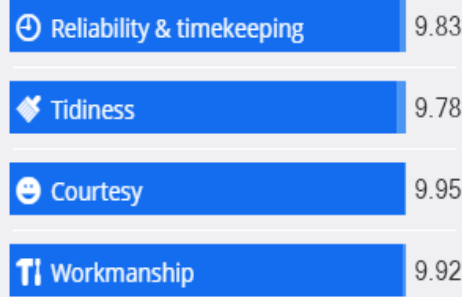 Reliability & timekeeping 9.83
Tidiness 9.78
Courtesy 9.95
Workmanship 9.92